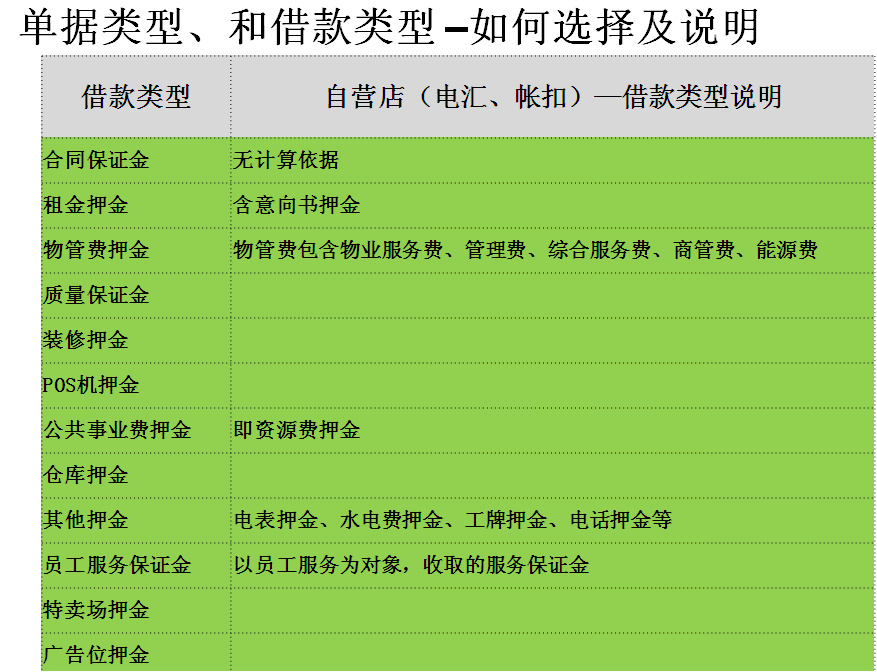 单据类型、和借款类型–如何选择及说明
借款类型 自营店（电汇、帐扣）—借款类型说明
合同保证金 无计算依据
租金押金 含意向书押金
物管费押金 物管费包含物业服务费、管理费、综合服务费、商管费、能源费
质量保证金
装修押金
POS机押金
公共事业费押金 即资源费押金
仓库押金
其他押金 电表押金、水电费押金、工牌押金、电话押金等
员工服务保证金 以员工服务为对象，收取的服务保证金
特卖场押金
广告位押金